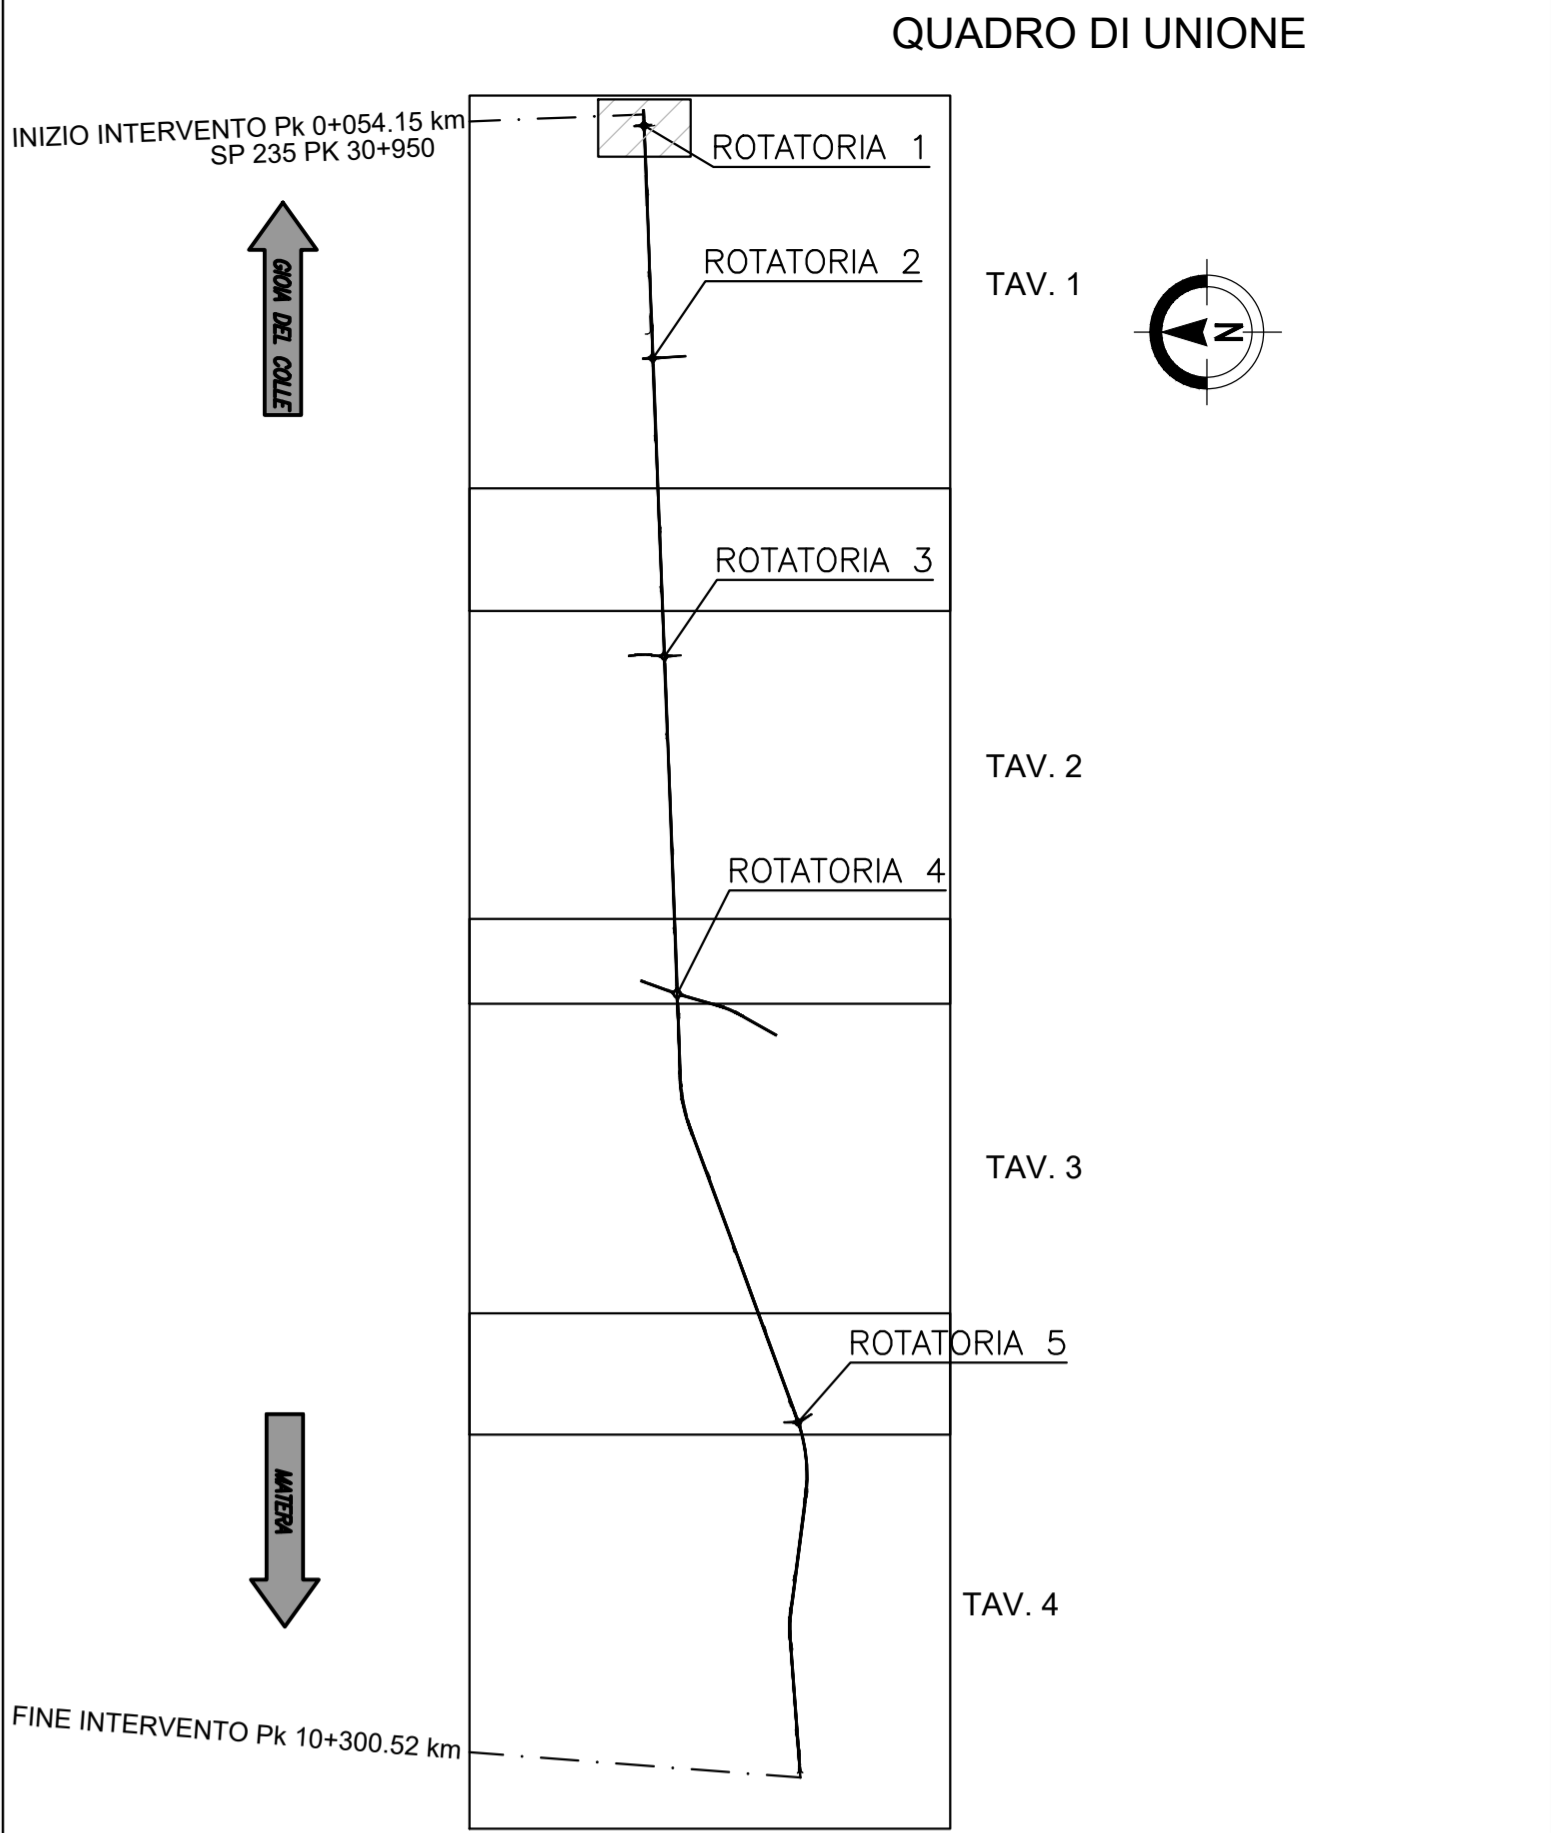 QUADRO DI UNIONE
INIZIO INTERVENTO Pk 0+054.15 km
SP 235 PK 30+950
ROTATORIA 1
GIOIA DEL COLLE
ROTATORIA 2
TAV. 1
N
ROTATORIA 3
TAV. 2
ROTATORIA 4
TAV. 3
ROTATORIA 5
MATERA
TAV. 4
FINE INTERVENTO Pk 10+300.52 km